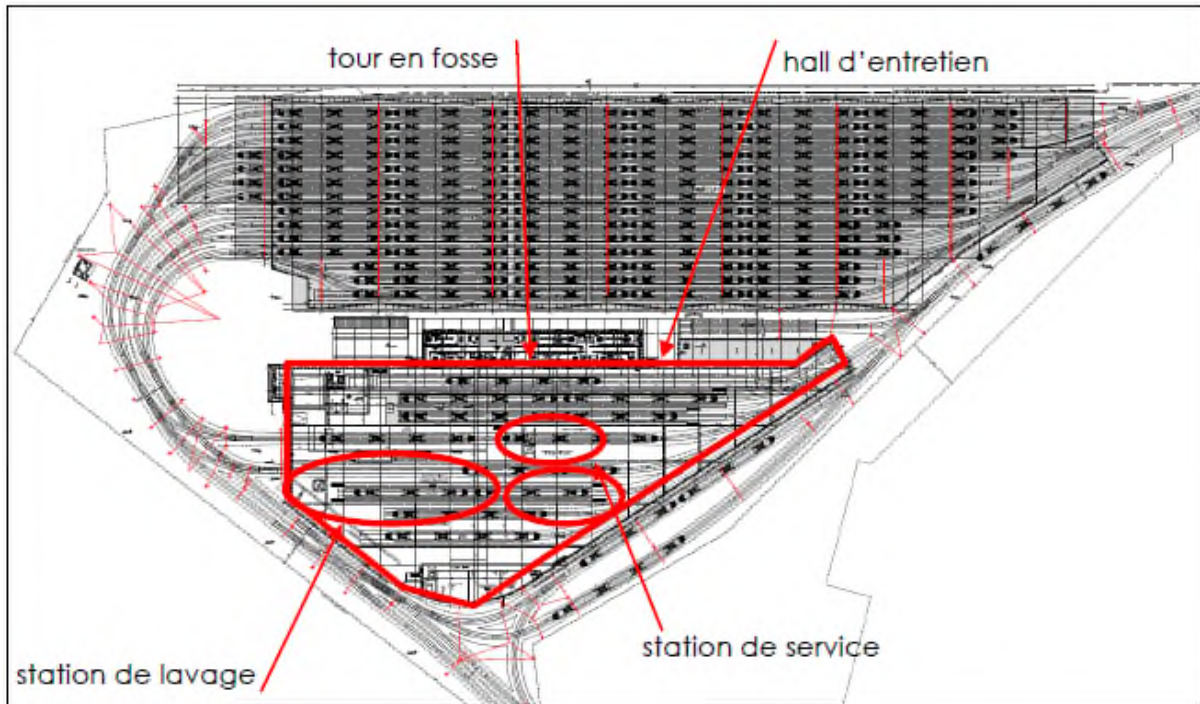 tour en fosse
hall d'entretien
station de service
station de lavage